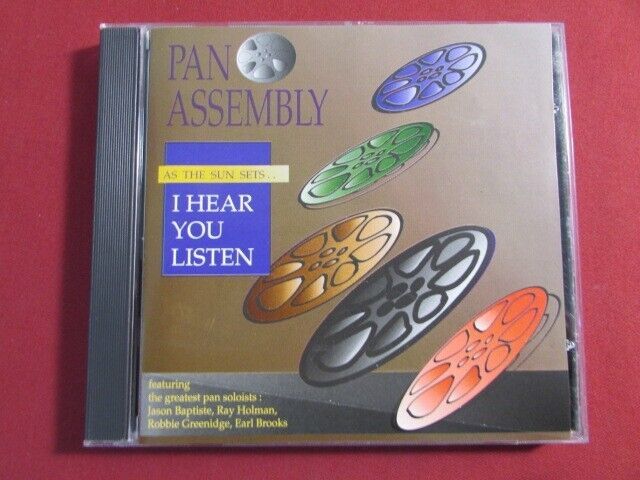 PAN
ASSEMBLY
AS THE SUN SETS . .
I HEAR
YOU
LISTEN
featuring
the greatest pan soloists :
Jason Baptiste, Ray Holman,
Robbie Greenidge, Earl Brooks